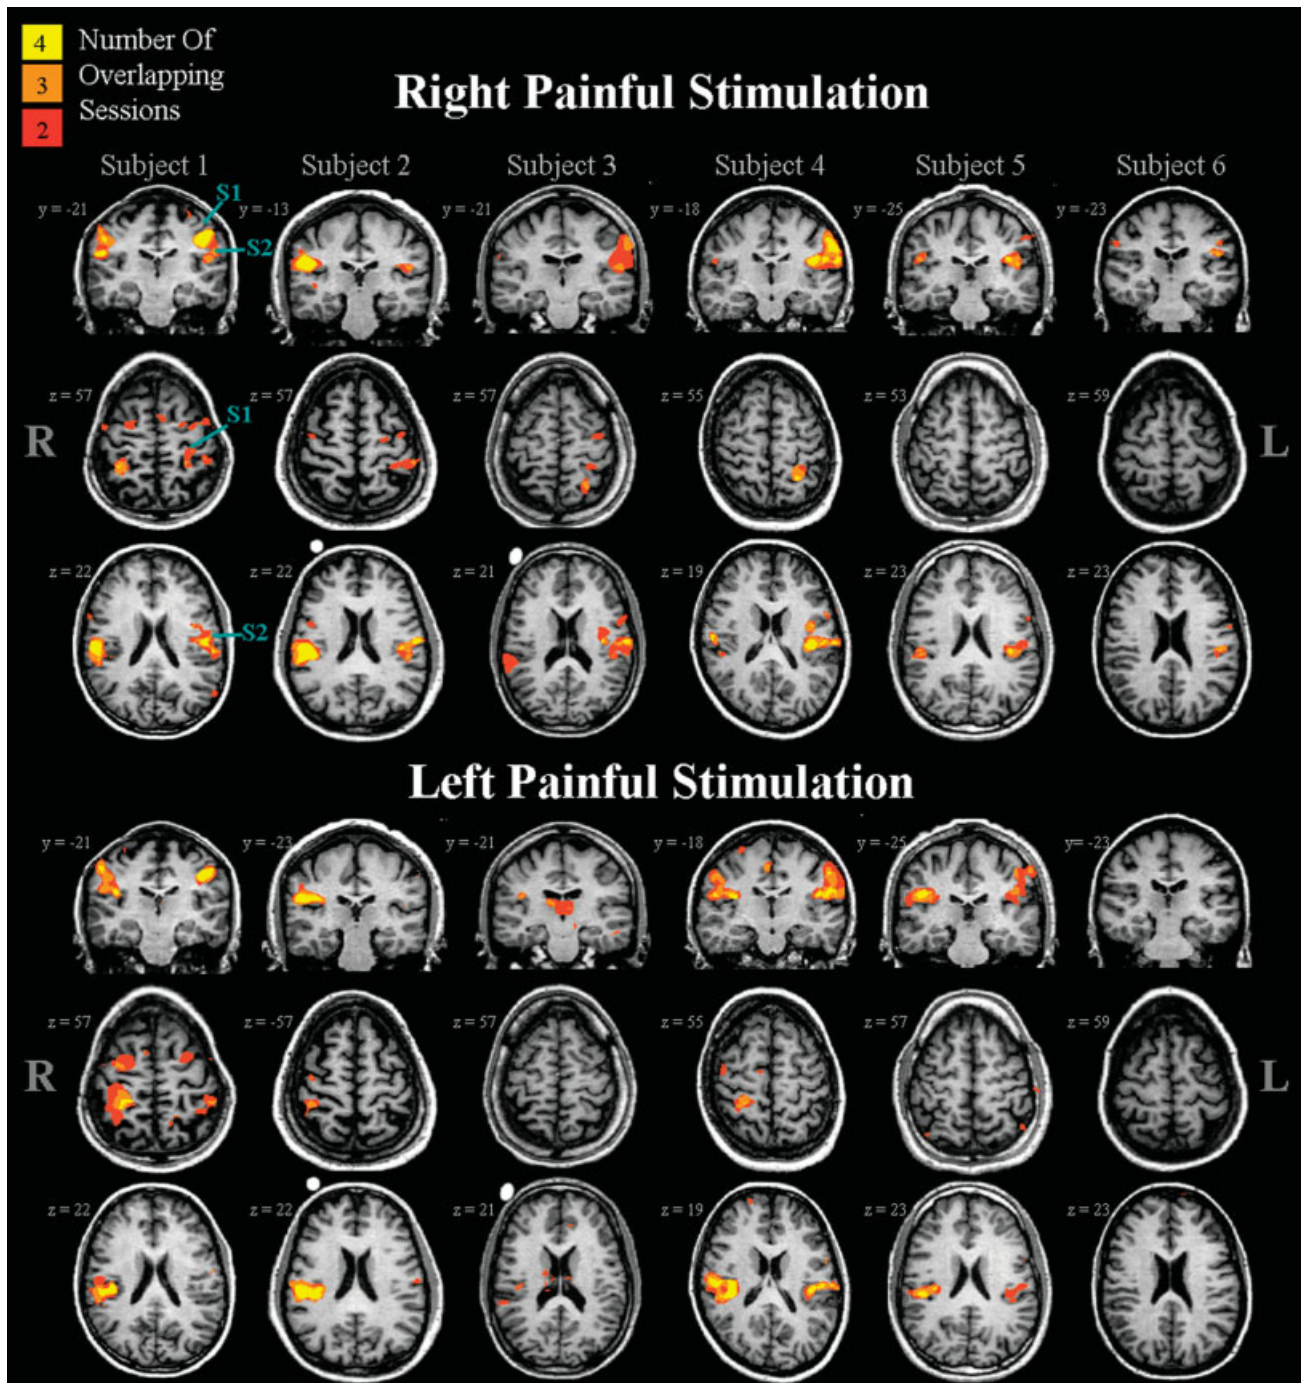 4 Number Of
3 Overlapping
2 Sessions
Right Painful Stimulation
Subject 1 Subject 2 Subject 3 Subject 4 Subject 5 Subject 6
y = -21 S1 y = -13 y = -21 y = -18 y = -25 y = -23
S2
z = 57 S1 z = 57 z = 57 z = 55 z = 53 z = 59
R L
z = 22 S2 z = 22 z = 21 z = 19 z = 23 z = 23
Left Painful Stimulation
y = -21 y = -23 y = -21 y = -18 y = -25 y= -23
z = 57 z = -57 z = 57 z = 55 z = 57 z = 59
R L
z = 22 z = 22 z = 21 z = 19 z = 23 z = 23